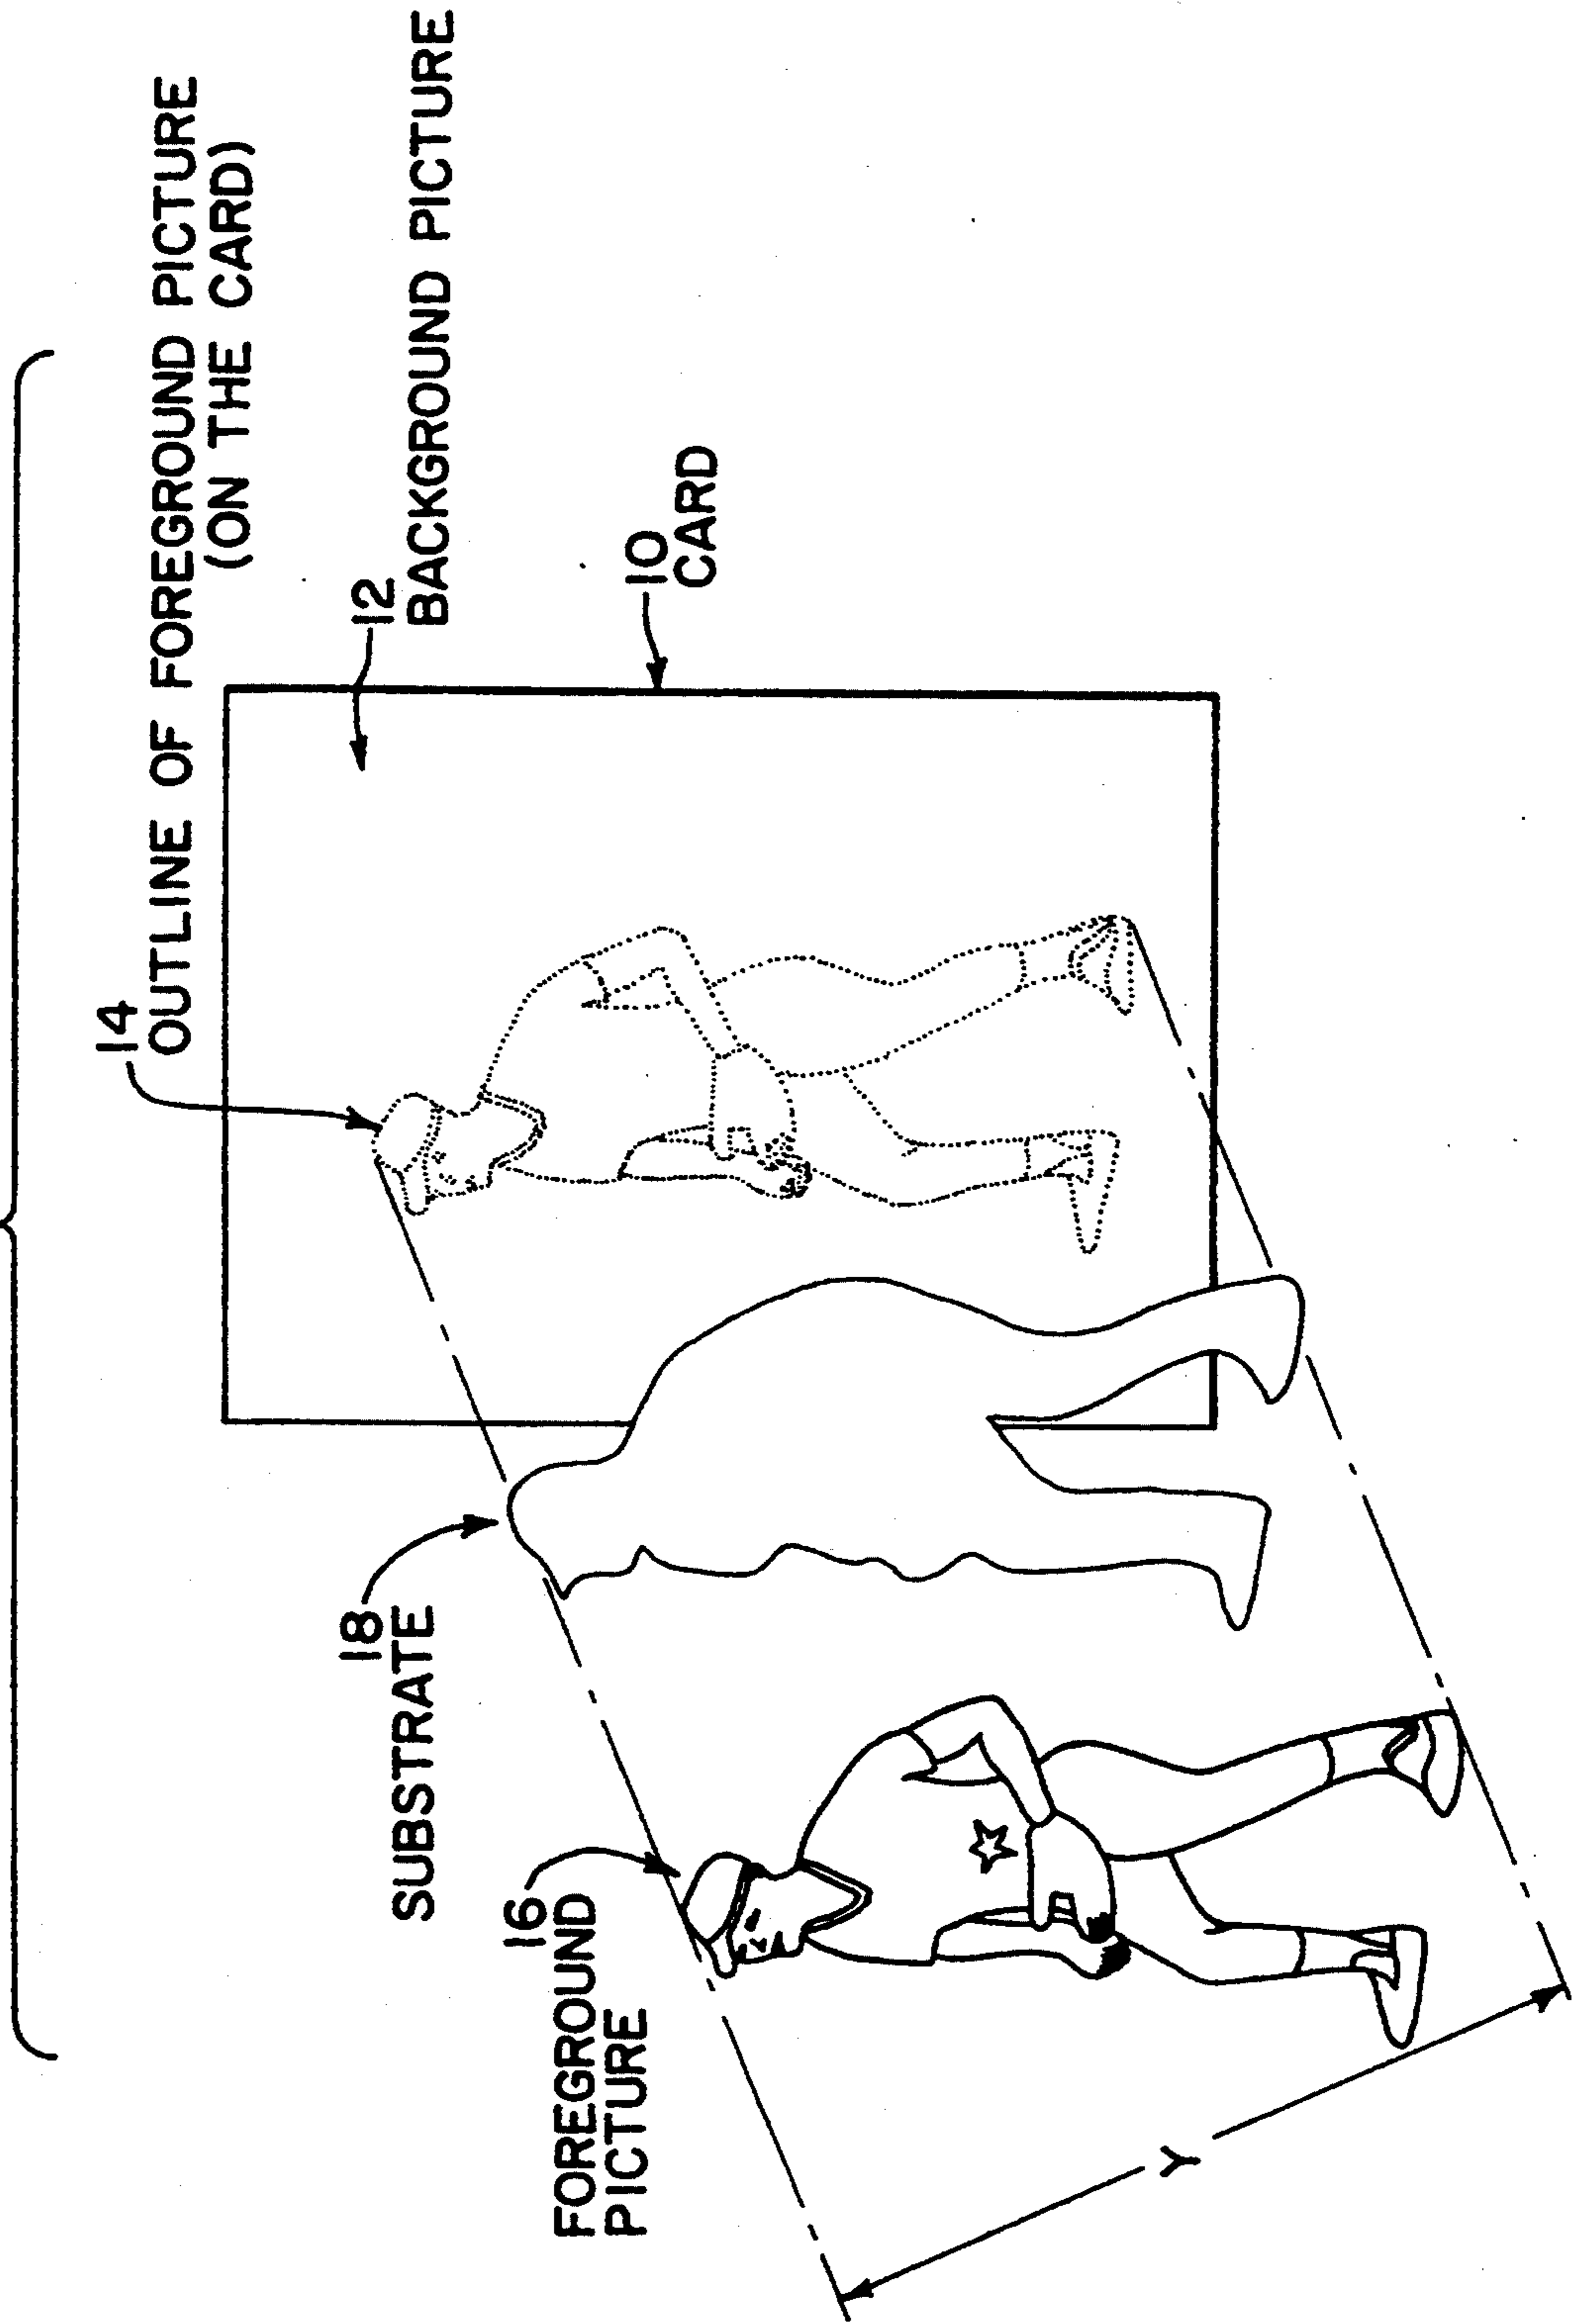 14
OUTLINE OF FOREGROUND PICTURE
(ON THE CARD)
12
BACKGROUND PICTURE
10
CARD
18
SUBSTRATE
16
FOREGROUND
PICTURE
Y